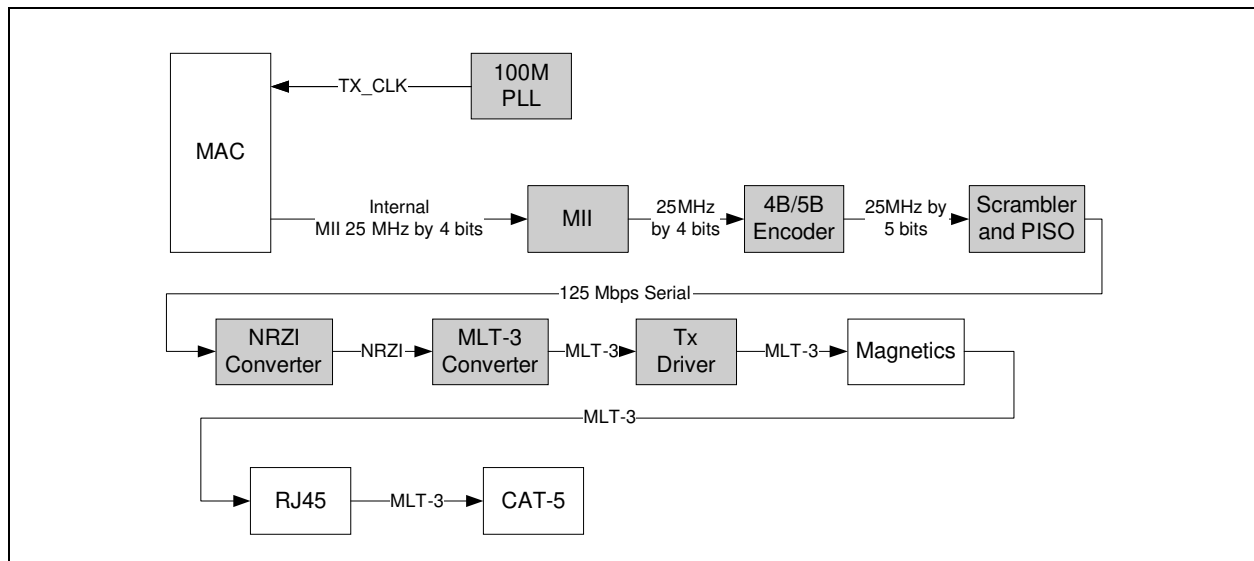 100M
PLL
TX_CLK
MAC
Internal
MII 25 MHz by 4 bits
MII
25MHz
by 4 bits
4B/5B
Encoder
25MHz by
5 bits
Scrambler
and PISO
125 Mbps Serial
NRZI
Converter
NRZI
MLT-3
Converter
MLT-3
Tx
Driver
MLT-3
Magnetics
MLT-3
RJ45
MLT-3
CAT-5